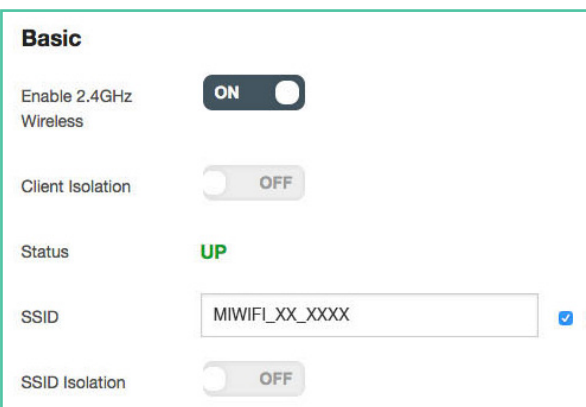 Basic
Enable 2.4GHz
Wireless
ON
Client Isolation
OFF
Status
UP
SSID
MIWIFI_XX_XXXX
SSID Isolation
OFF